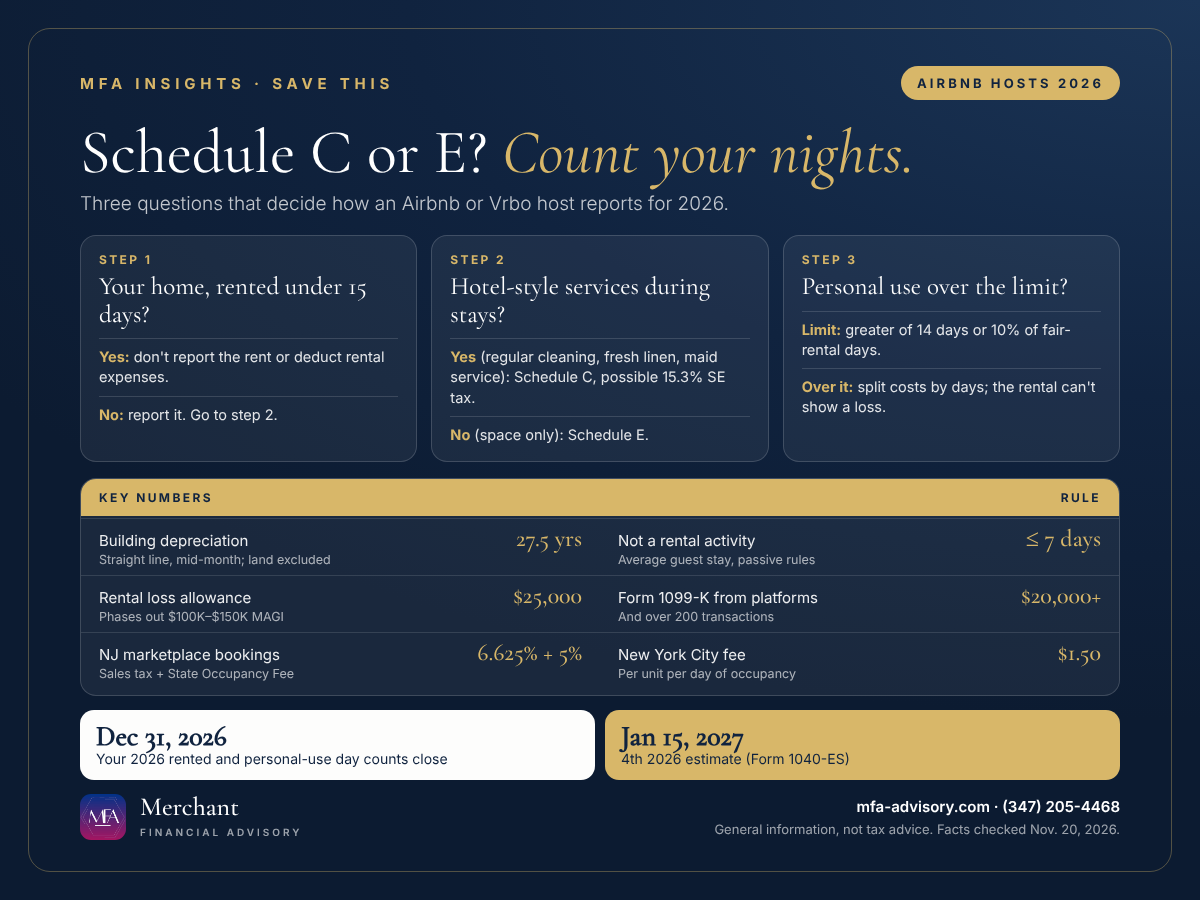 MFA INSIGHTS · SAVE THIS
AIRBNB HOSTS 2026
Schedule C or E? Count your nights.
Three questions that decide how an Airbnb or Vrbo host reports for 2026.
STEP 1
Your home, rented under 15
days?
Yes: don't report the rent or deduct rental
expenses.
No: report it. Go to step 2.
STEP 2
Hotel-style services during
stays?
Yes (regular cleaning, fresh linen, maid
service): Schedule C, possible 15.3% SE
tax.
No (space only): Schedule E.
STEP 3
Personal use over the limit?
Limit: greater of 14 days or 10% of fair-
rental days.
Over it: split costs by days; the rental can't
show a loss.
KEY NUMBERS
RULE
Building depreciation
Straight line, mid-month; land excluded
27.5 yrs
Not a rental activity
Average guest stay, passive rules
≤ 7 days
Rental loss allowance
Phases out $100K–$150K MAGI
$25,000
Form 1099-K from platforms
And over 200 transactions
$20,000+
NJ marketplace bookings
Sales tax + State Occupancy Fee
6.625% + 5%
New York City fee
Per unit per day of occupancy
$1.50
Dec 31, 2026
Your 2026 rented and personal-use day counts close
Jan 15, 2027
4th 2026 estimate (Form 1040-ES)
MFA
Merchant
FINANCIAL ADVISORY
mfa-advisory.com · (347) 205-4468
General information, not tax advice. Facts checked Nov. 20, 2026.